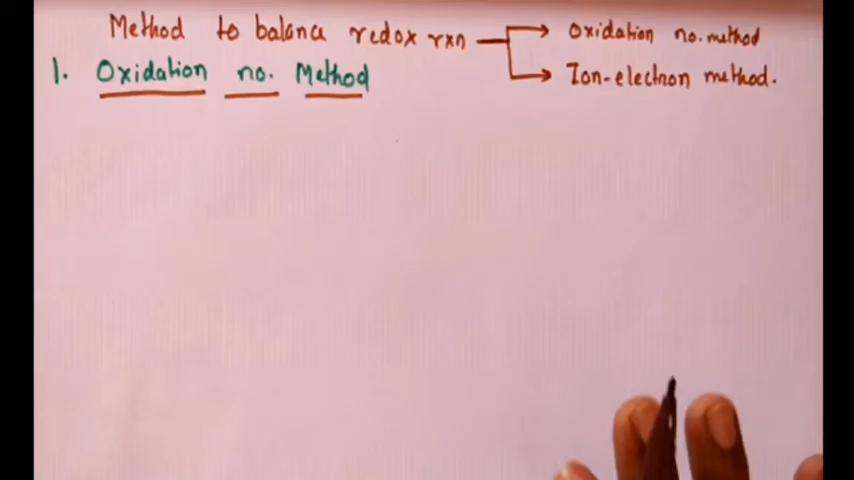 Method to balance redox rxn → Oxidation no. method
→ Ion-electron method.
1. Oxidation no. Method